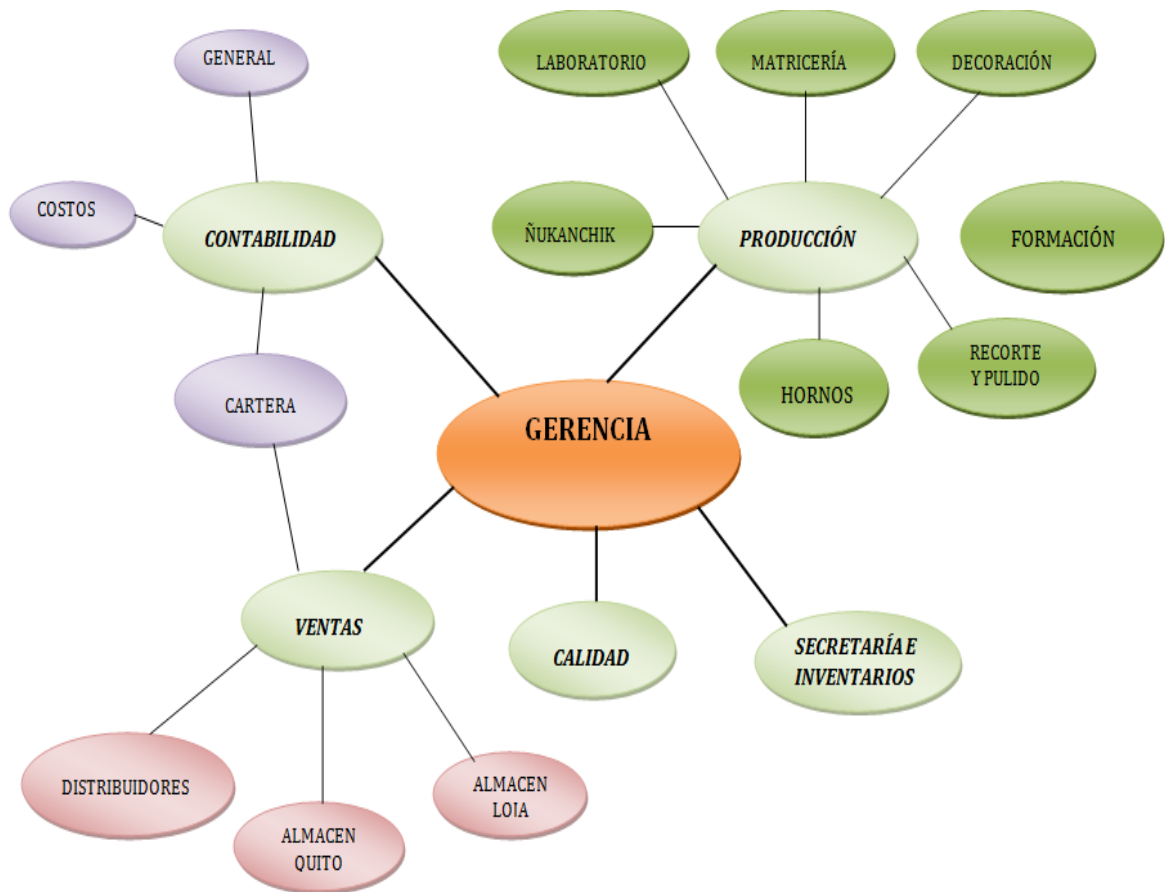 GENERAL
LABORATORIO
MATRICERÍA
DECORACIÓN
COSTOS
CONTABILIDAD
ÑUKANCHIK
PRODUCCIÓN
FORMACIÓN
CARTERA
HORNOS
RECORTE
Y PULIDO
GERENCIA
VENTAS
CALIDAD
SECRETARÍA E
INVENTARIOS
DISTRIBUIDORES
ALMACEN
QUITO
ALMACEN
LOJA